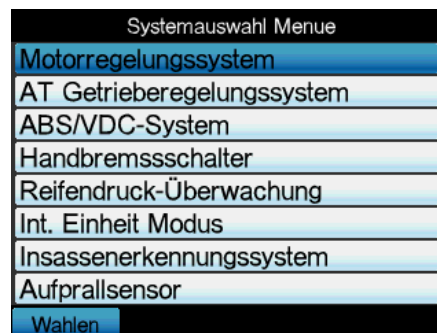 Systemauswahl Menue
Motorregelungssystem
AT Getrieberegelungssystem
ABS/VDC-System
Handbremssschalter
Reifendruck-Überwachung
Int. Einheit Modus
Insassenerkennungssystem
Aufprallsensor
Wahlen